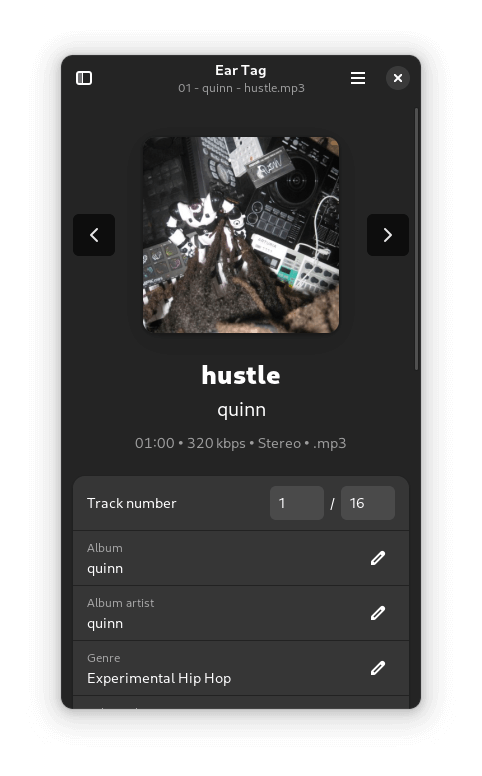 Ear Tag
01 - quinn - hustle.mp3
hustle
quinn
01:00 • 320 kbps • Stereo • .mp3
Track number 1 / 16
Album
quinn
Album artist
quinn
Genre
Experimental Hip Hop